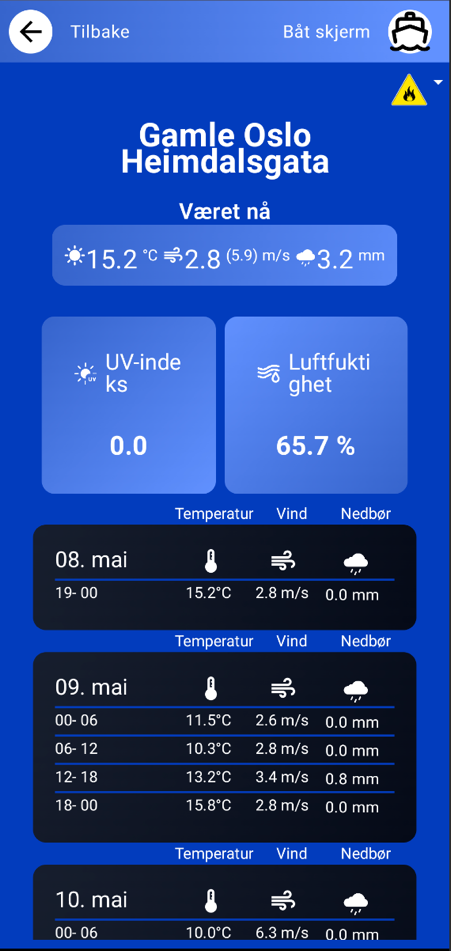 Tilbake Båt skjerm
Gamle Oslo
Heimdalsgata
Været nå
15.2 °C 2.8 (5.9) m/s 3.2 mm
UV-inde
ks
0.0
Luftfukti
ghet
65.7 %
Temperatur Vind Nedbør
08. mai
19- 00 15.2°C 2.8 m/s 0.0 mm
Temperatur Vind Nedbør
09. mai
00- 06 11.5°C 2.6 m/s 0.0 mm
06- 12 10.3°C 2.8 m/s 0.0 mm
12- 18 13.2°C 3.4 m/s 0.8 mm
18- 00 15.8°C 2.8 m/s 0.0 mm
Temperatur Vind Nedbør
10. mai
00- 06 10.0°C 6.3 m/s 0.0 mm